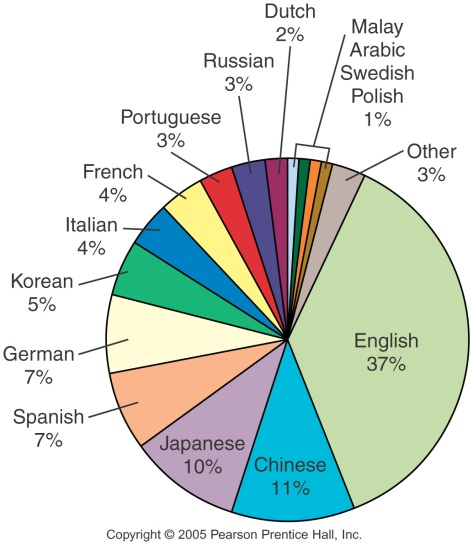 Dutch
2%
Malay
Arabic
Swedish
Polish
1%
Russian
3%
Portuguese
3%
Other
3%
French
4%
Italian
4%
Korean
5%
English
37%
German
7%
Spanish
7%
Japanese
10%
Chinese
11%
Copyright © 2005 Pearson Prentice Hall, Inc.